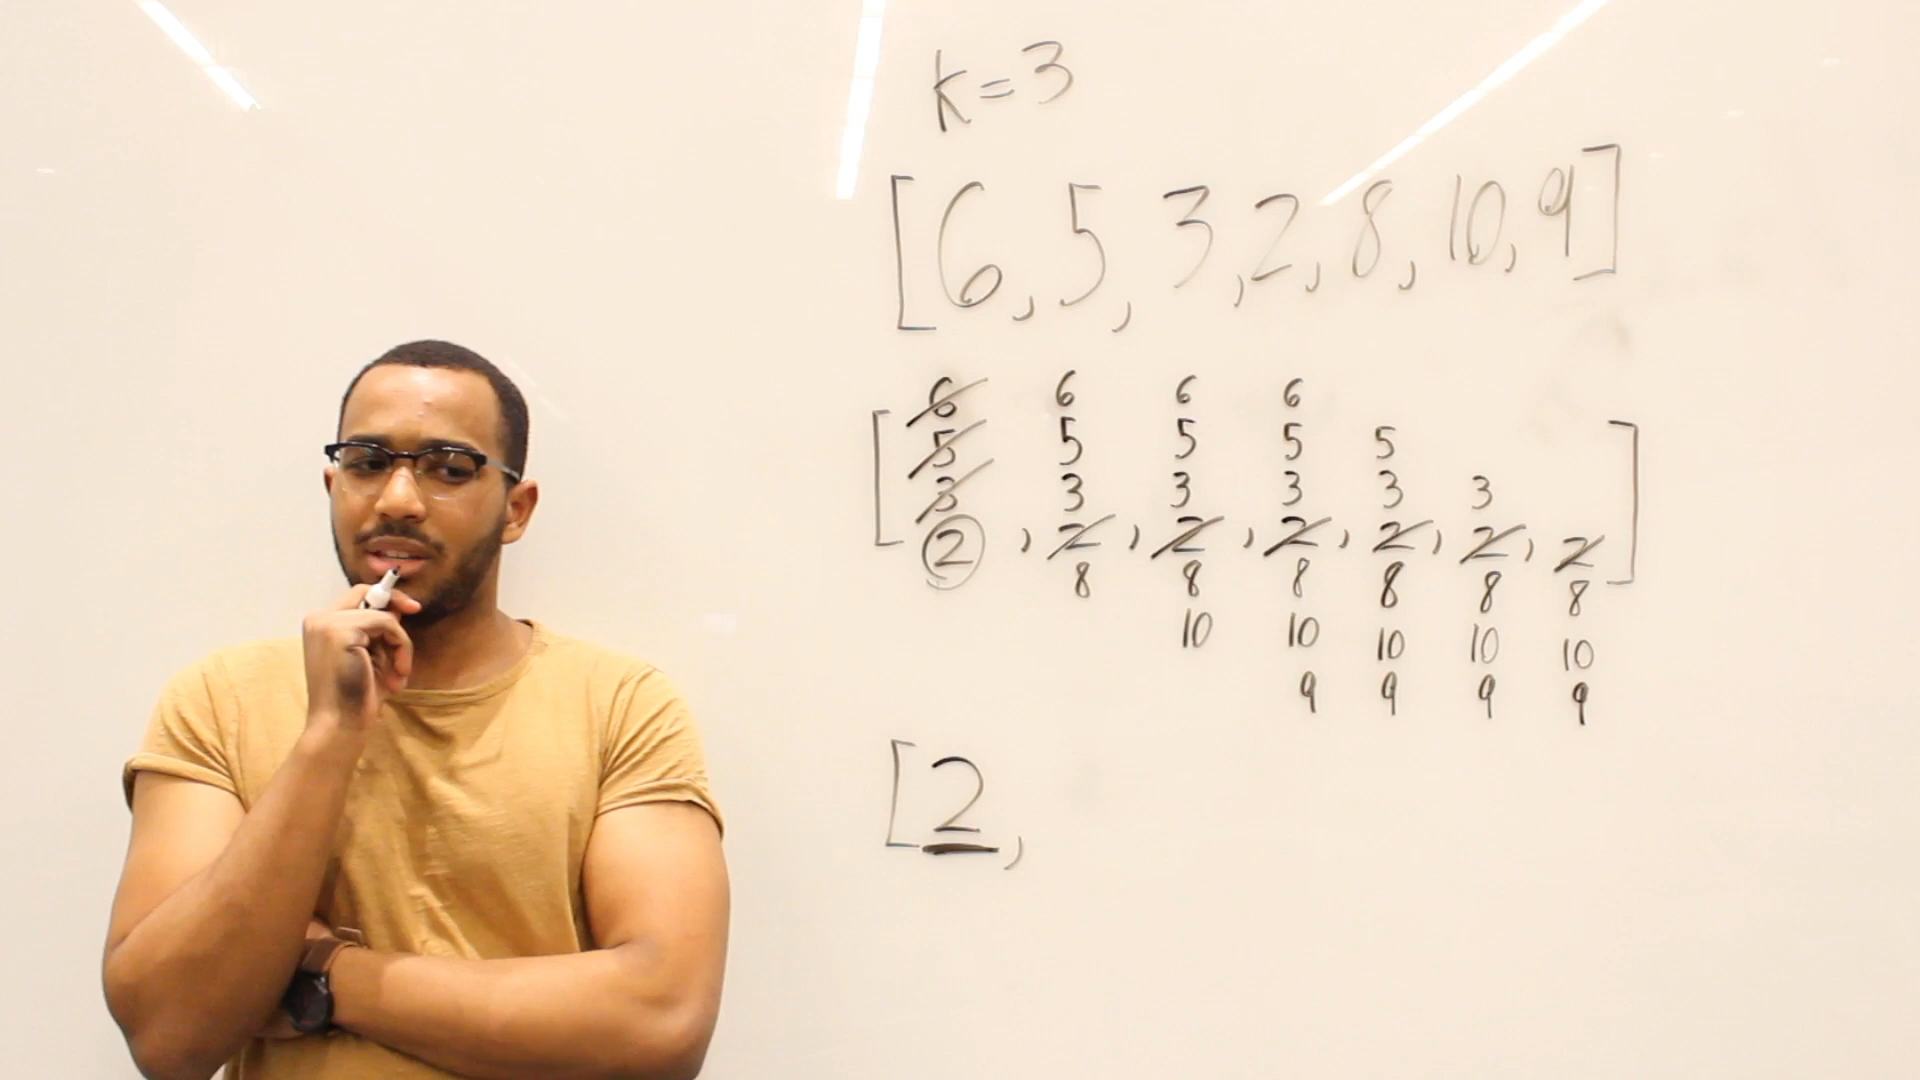 k=3
[6, 5, 3, 2, 8, 10, 9]
6 6 6 6
5 5 5 5 5
3 3 3 3 3 3
[2, 2, 2, 2, 2, 2, 2]
8 8 8 8 8 8
10 10 10 10 10
9 9 9 9
[2,